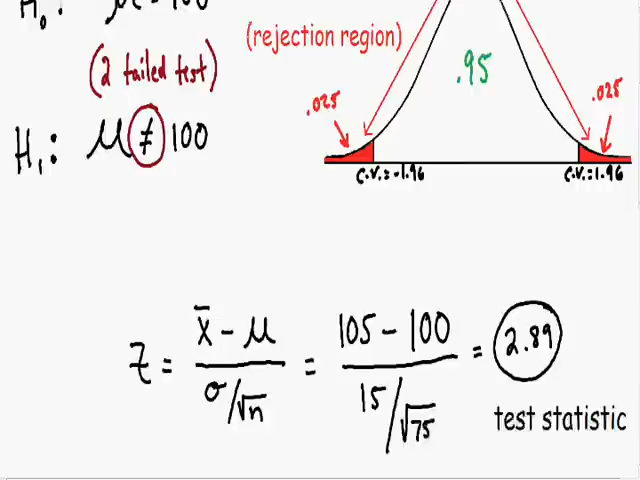 H₀: μ = 100
(rejection region)
(2 tailed test)
.95
.025
.025
H₁: μ ≠ 100
C.V.=-1.96
C.V.=1.96
Z = x̄ - μ / σ/√n = 105 - 100 / 15/√75 = 2.89
test statistic